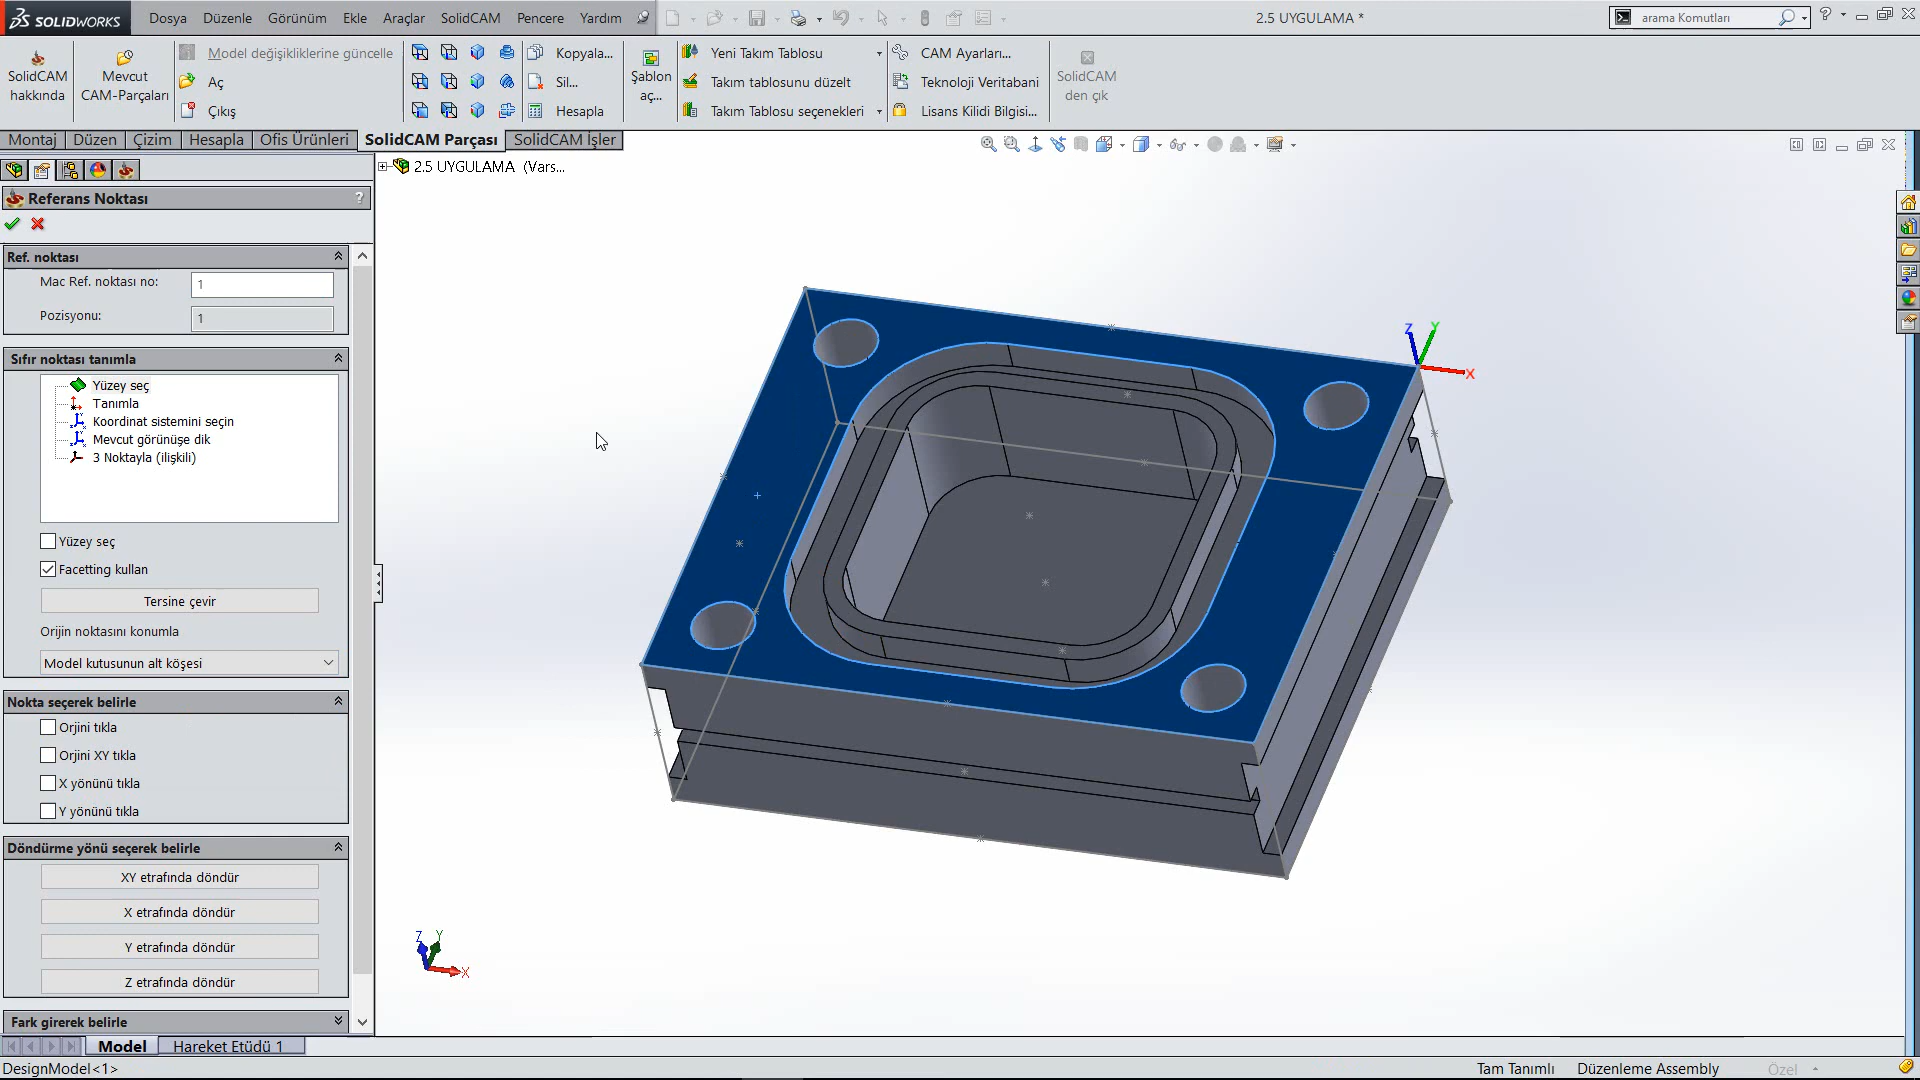 SOLIDWORKS
Dosya Düzenle Görünüm Ekle Araçlar SolidCAM Pencere Yardım
2.5 UYGULAMA *
arama Komutları
SolidCAM hakkında
Mevcut CAM-Parçaları
Model değişikliklerine güncelle
Aç
Çıkış
Kopyala...
Sil...
Hesapla
Şablon aç...
Yeni Takım Tablosu
Takım tablosunu düzelt
Takım Tablosu seçenekleri
CAM Ayarları...
Teknoloji Veritabani
Lisans Kilidi Bilgisi...
SolidCAM den çık
Montaj Düzen Çizim Hesapla Ofis Ürünleri SolidCAM Parçası SolidCAM İşler
2.5 UYGULAMA (Vars...
Referans Noktası ?
Ref. noktası
Mac Ref. noktası no: 1
Pozisyonu: 1
Sıfır noktası tanımla
Yüzey seç
Tanımla
Koordinat sistemini seçin
Mevcut görünüşe dik
3 Noktayla (ilişkili)
Yüzey seç
Facetting kullan
Tersine çevir
Orijin noktasını konumla
Model kutusunun alt köşesi
Nokta seçerek belirle
Orjini tıkla
Orjini XY tıkla
X yönünü tıkla
Y yönünü tıkla
Döndürme yönü seçerek belirle
XY etrafında döndür
X etrafında döndür
Y etrafında döndür
Z etrafında döndür
Fark girerek belirle
Z Y X
Z Y X
Model Hareket Etüdü 1
DesignModel<1>
Tam Tanımlı Düzenleme Assembly Özel